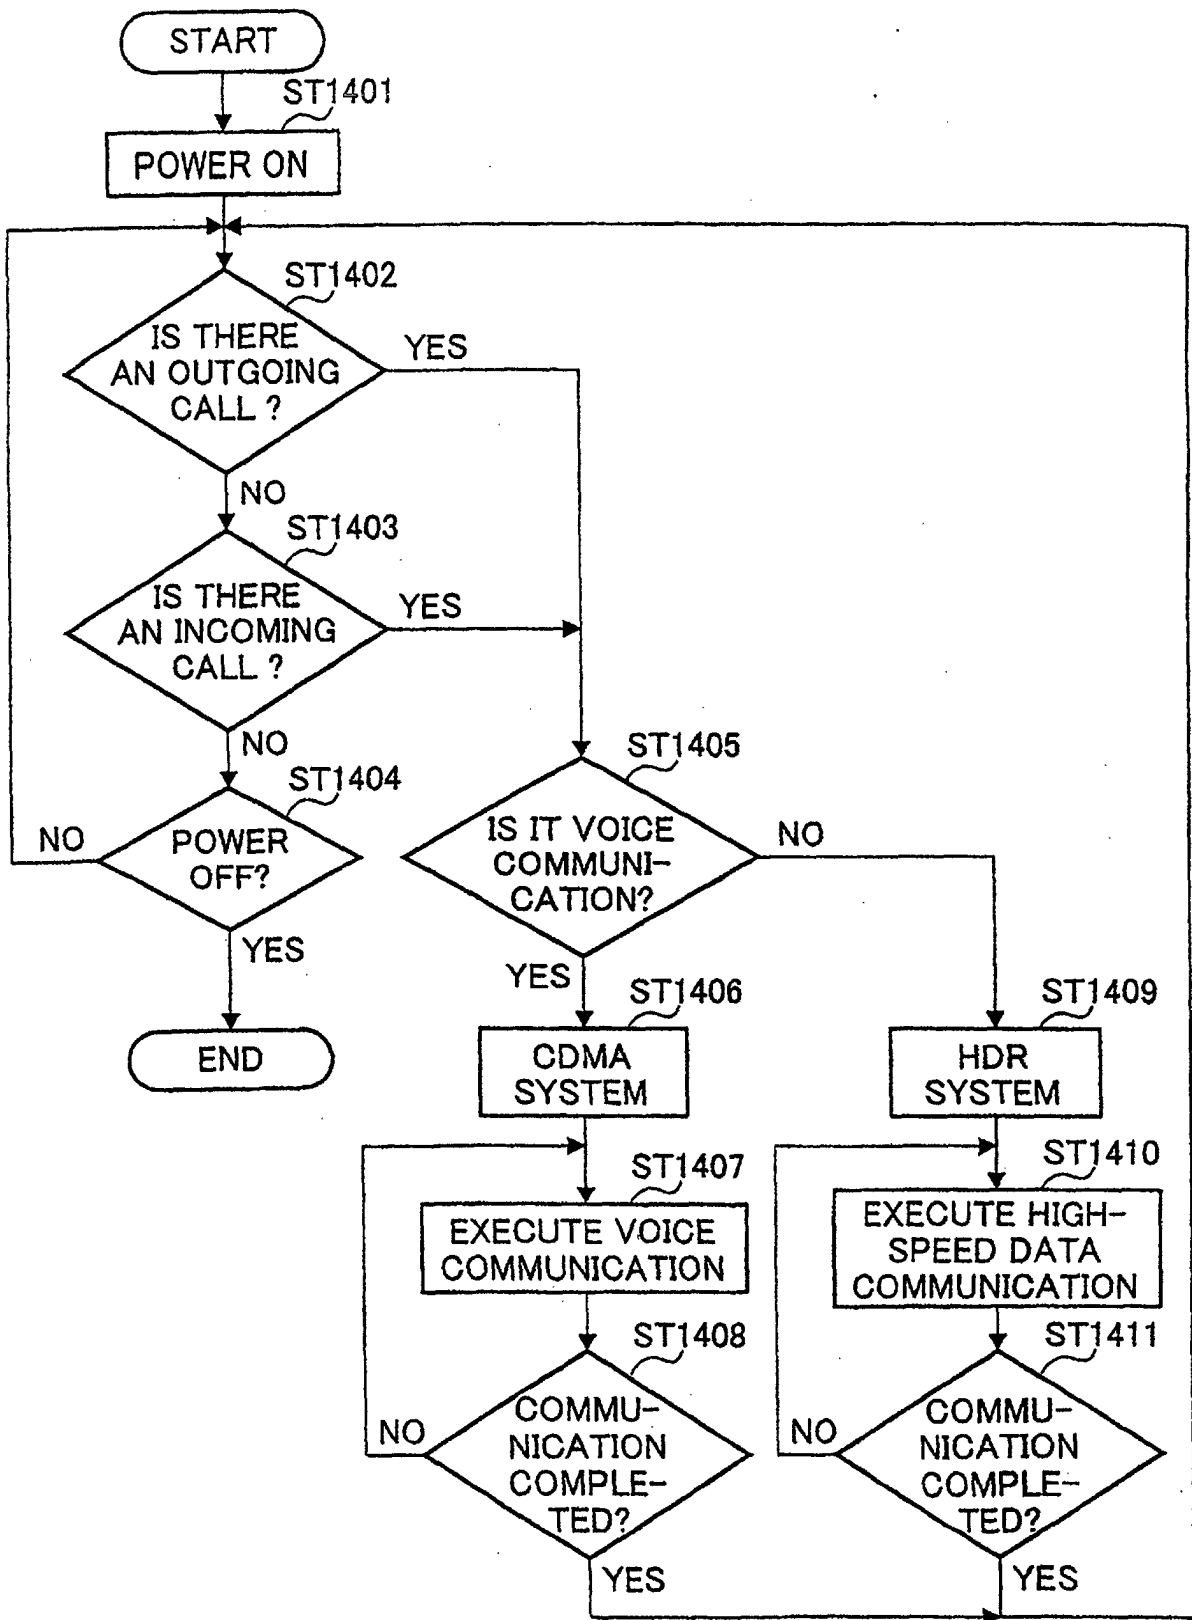 START
ST1401
POWER ON
ST1402
IS THERE
AN OUTGOING
CALL ?
YES
NO
ST1403
IS THERE
AN INCOMING
CALL ?
YES
NO
ST1404
POWER
OFF?
NO
YES
END
ST1405
IS IT VOICE
COMMUNI-
CATION?
NO
YES
ST1406
CDMA
SYSTEM
ST1407
EXECUTE VOICE
COMMUNICATION
ST1408
COMMU-
NICATION
COMPLE-
TED?
NO
YES
ST1409
HDR
SYSTEM
ST1410
EXECUTE HIGH-
SPEED DATA
COMMUNICATION
ST1411
COMMU-
NICATION
COMPLE-
TED?
NO
YES